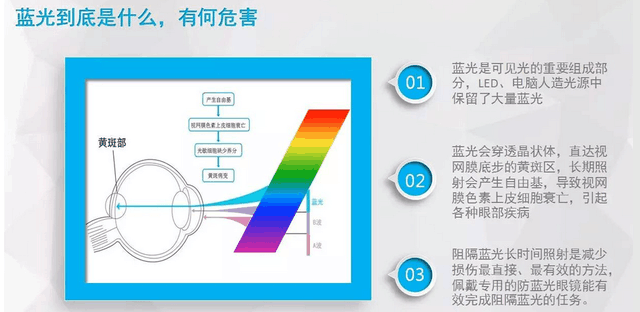 蓝光到底是什么，有何危害
产生自由基
视网膜色素上皮细胞衰亡
光敏细胞缺少养分
黄斑病变
黄斑部
蓝光
B波
A波
01
蓝光是可见光的重要组成部
分，LED、电脑人造光源中
保留了大量蓝光
02
蓝光会穿透晶状体，直达视
网膜底步的黄斑区，长期照
射会产生自由基，导致视网
膜色素上皮细胞衰亡，引起
各种眼部疾病
03
阻隔蓝光长时间照射是减少
损伤最直接、最有效的方法，
佩戴专用的防蓝光眼镜能有
效完成阻隔蓝光的任务。